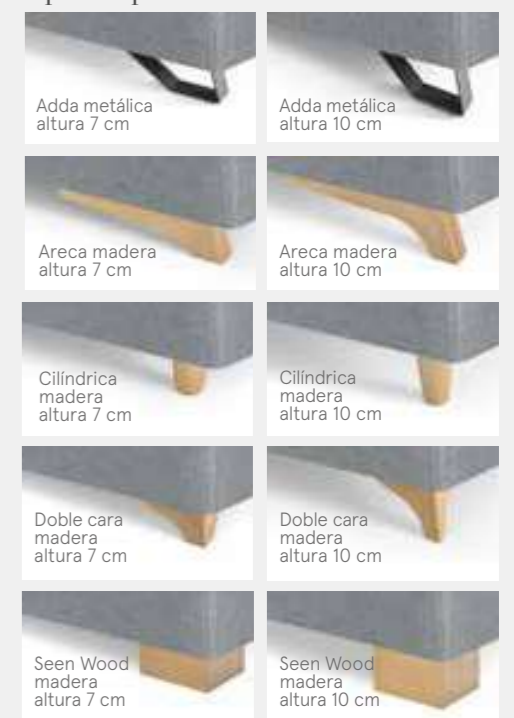 Adda metálica
altura 7 cm
Adda metálica
altura 10 cm
Areca madera
altura 7 cm
Areca madera
altura 10 cm
Cilíndrica
madera
altura 7 cm
Cilíndrica
madera
altura 10 cm
Doble cara
madera
altura 7 cm
Doble cara
madera
altura 10 cm
Seen Wood
madera
altura 7 cm
Seen Wood
madera
altura 10 cm